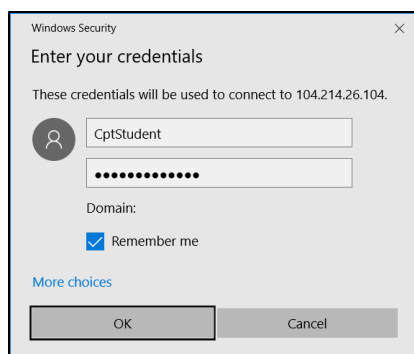 Windows Security
Enter your credentials
These credentials will be used to connect to 104.214.26.104.
CptStudent
•••••••••••••
Domain:
Remember me
More choices
OK Cancel